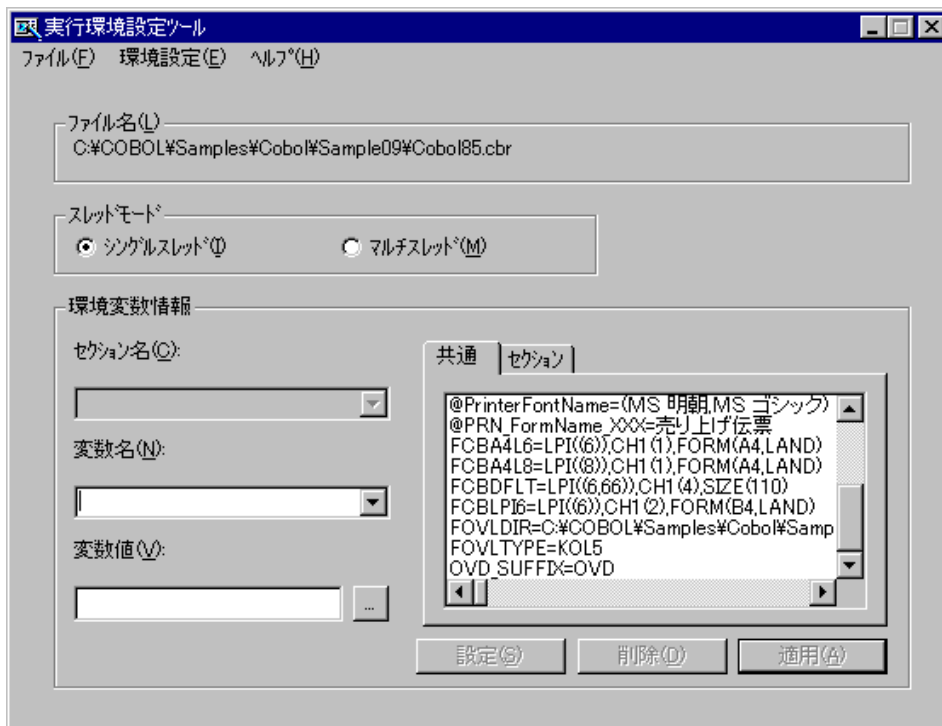 実行環境設定ツール
ﾌｧｲﾙ(F) 環境設定(E) ﾍﾙﾌﾟ(H)
ﾌｧｲﾙ名(L)
C:¥COBOL¥Samples¥Cobol¥Sample09¥Cobol85.cbr
ｽﾚｯﾄﾞﾓｰﾄﾞ
ｼﾝｸﾞﾙｽﾚｯﾄﾞ(I) ﾏﾙﾁｽﾚｯﾄﾞ(M)
環境変数情報
ｾｸｼｮﾝ名(C):
共通 ｾｸｼｮﾝ
変数名(N):
変数値(V):
...
@PrinterFontName=(MS 明朝,MS ゴシック)
@PRN_FormName_XXX=売り上げ伝票
FCBA4L6=LPI((6)),CH1(1),FORM(A4,LAND)
FCBA4L8=LPI((8)),CH1(1),FORM(A4,LAND)
FCBDFLT=LPI((6,66)),CH1(4),SIZE(110)
FCBLPI6=LPI((6)),CH1(2),FORM(B4,LAND)
FOVLDIR=C:¥COBOL¥Samples¥Cobol¥Samp
FOVLTYPE=KOL5
OVD_SUFFIX=OVD
設定(S) 削除(D) 適用(A)